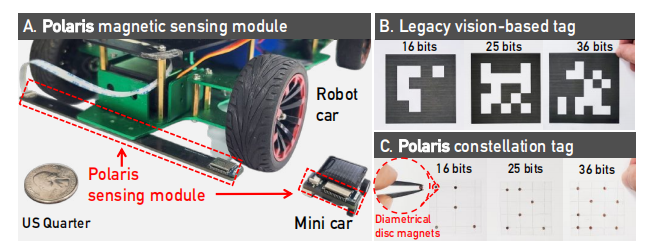 A. Polaris magnetic sensing module
Robot
car
Polaris
sensing module
US Quarter
Mini car
B. Legacy vision-based tag
16 bits
25 bits
36 bits
C. Polaris constellation tag
16 bits
25 bits
36 bits
Diametrical
disc magnets